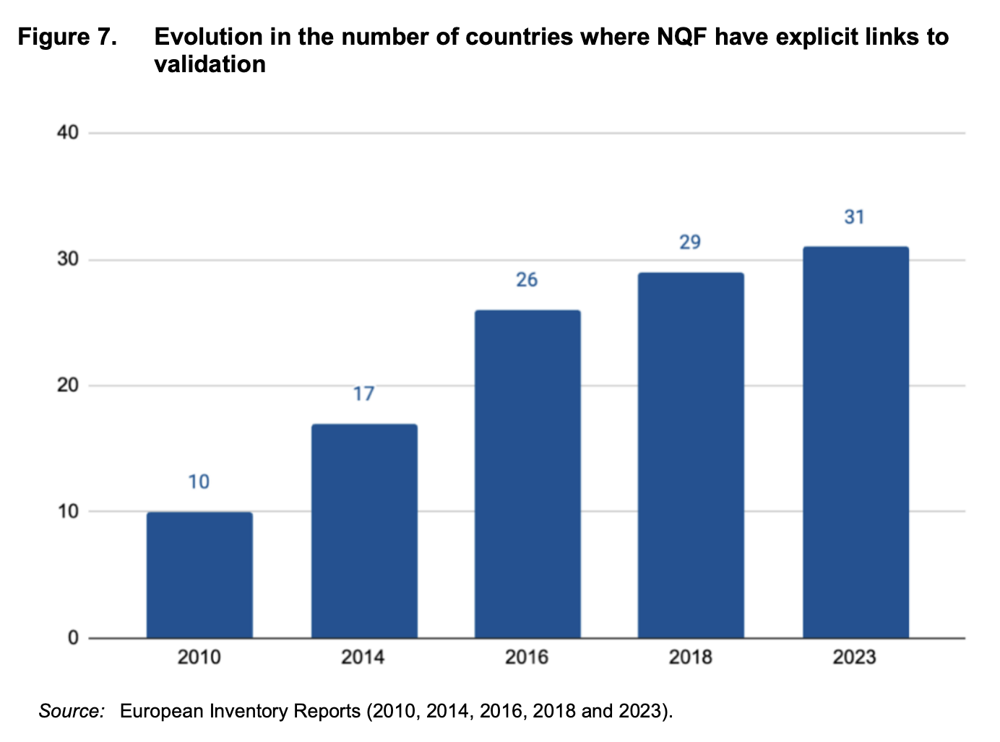 Figure 7. Evolution in the number of countries where NQF have explicit links to
validation
40
30
20
10
0
10
17
26
29
31
2010 2014 2016 2018 2023
Source: European Inventory Reports (2010, 2014, 2016, 2018 and 2023).